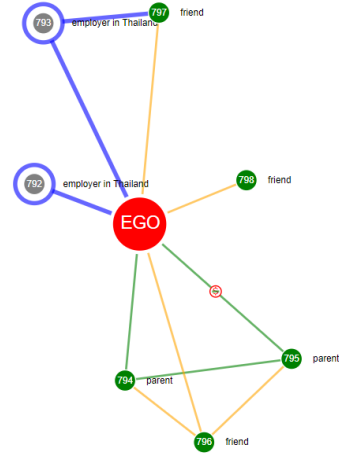 797 friend
793 employer in Thailand
798 friend
792 employer in Thailand
EGO
795 parent
794 parent
796 friend